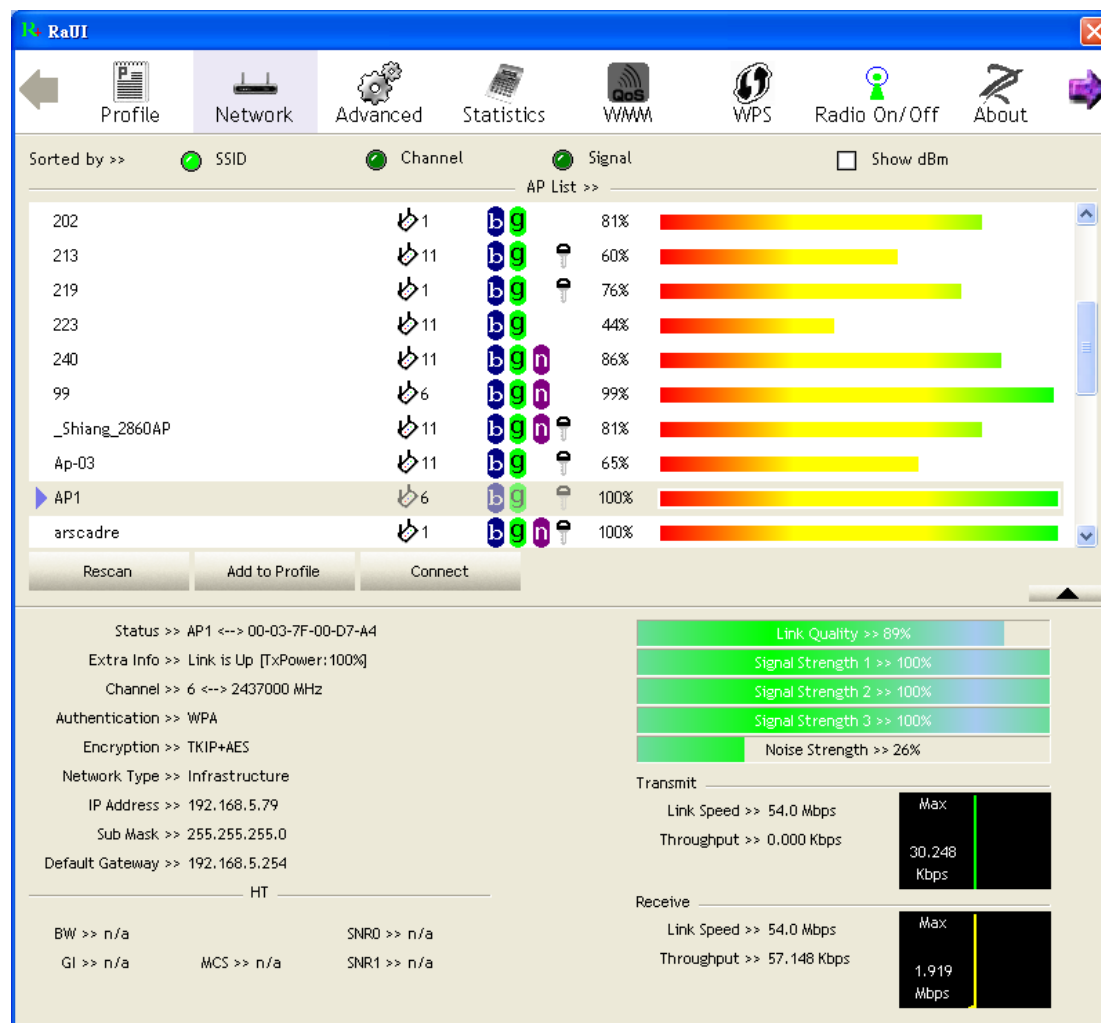 RaUI
Profile Network Advanced Statistics QoS WMM WPS Radio On/Off About
Sorted by >> SSID Channel Signal Show dBm
AP List >>
202 1 b g 81%
213 11 b g 60%
219 1 b g 76%
223 11 b g 44%
240 11 b g n 86%
99 6 b g n 99%
_Shiang_2860AP 11 b g n 81%
Ap-03 11 b g 65%
AP1 6 b g 100%
arscadre 1 b g n 100%
Rescan Add to Profile Connect
Status >> AP1 <--> 00-03-7F-00-D7-A4
Extra Info >> Link is Up [TxPower:100%]
Channel >> 6 <--> 2437000 MHz
Authentication >> WPA
Encryption >> TKIP+AES
Network Type >> Infrastructure
IP Address >> 192.168.5.79
Sub Mask >> 255.255.255.0
Default Gateway >> 192.168.5.254
HT
BW >> n/a SNR0 >> n/a
GI >> n/a MCS >> n/a SNR1 >> n/a
Link Quality >> 89%
Signal Strength 1 >> 100%
Signal Strength 2 >> 100%
Signal Strength 3 >> 100%
Noise Strength >> 26%
Transmit
Link Speed >> 54.0 Mbps
Throughput >> 0.000 Kbps
Max
30.248
Kbps
Receive
Link Speed >> 54.0 Mbps
Throughput >> 57.148 Kbps
Max
1.919
Mbps